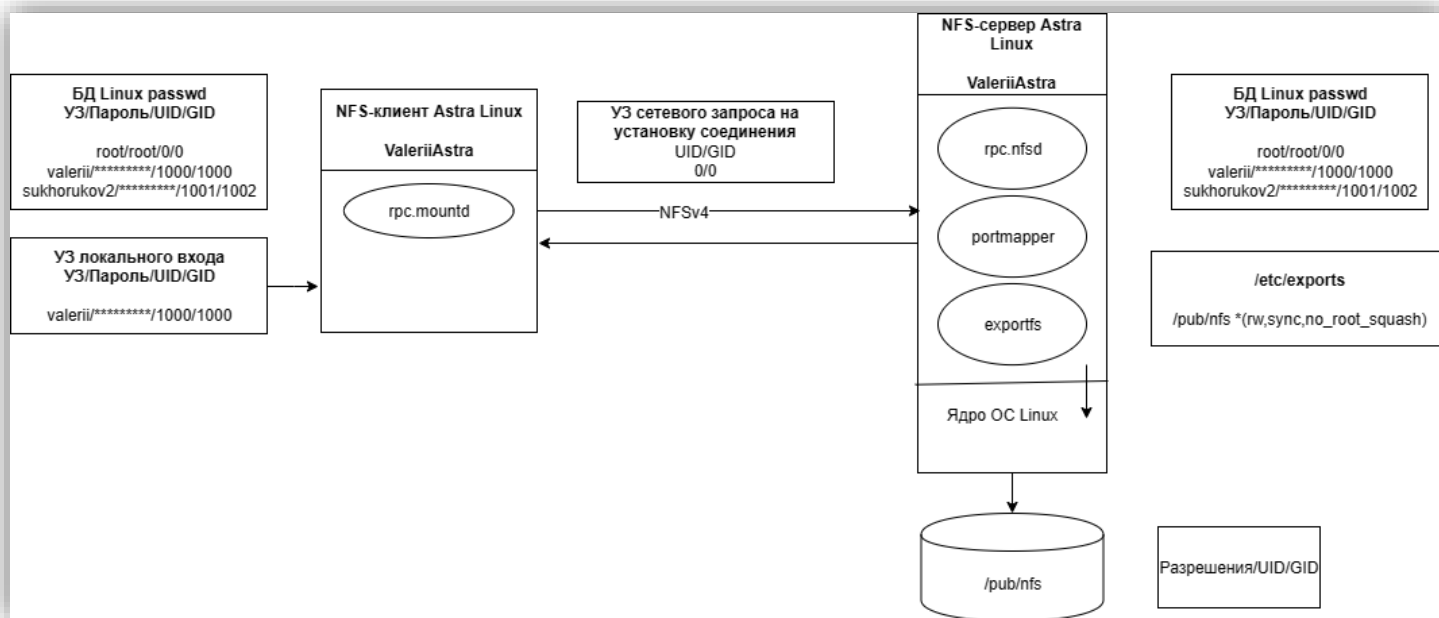 БД Linux passwd
УЗ/Пароль/UID/GID
root/root/0/0
valerii/*********/1000/1000
sukhorukov2/*********/1001/1002
УЗ локального входа
УЗ/Пароль/UID/GID
valerii/*********/1000/1000
NFS-клиент Astra Linux
ValeriiAstra
rpc.mountd
УЗ сетевого запроса на
установку соединения
UID/GID
0/0
NFSv4
NFS-сервер Astra
Linux
ValeriiAstra
rpc.nfsd
portmapper
exportfs
Ядро ОС Linux
/pub/nfs
БД Linux passwd
УЗ/Пароль/UID/GID
root/root/0/0
valerii/*********/1000/1000
sukhorukov2/*********/1001/1002
/etc/exports
/pub/nfs *(rw,sync,no_root_squash)
Разрешения/UID/GID